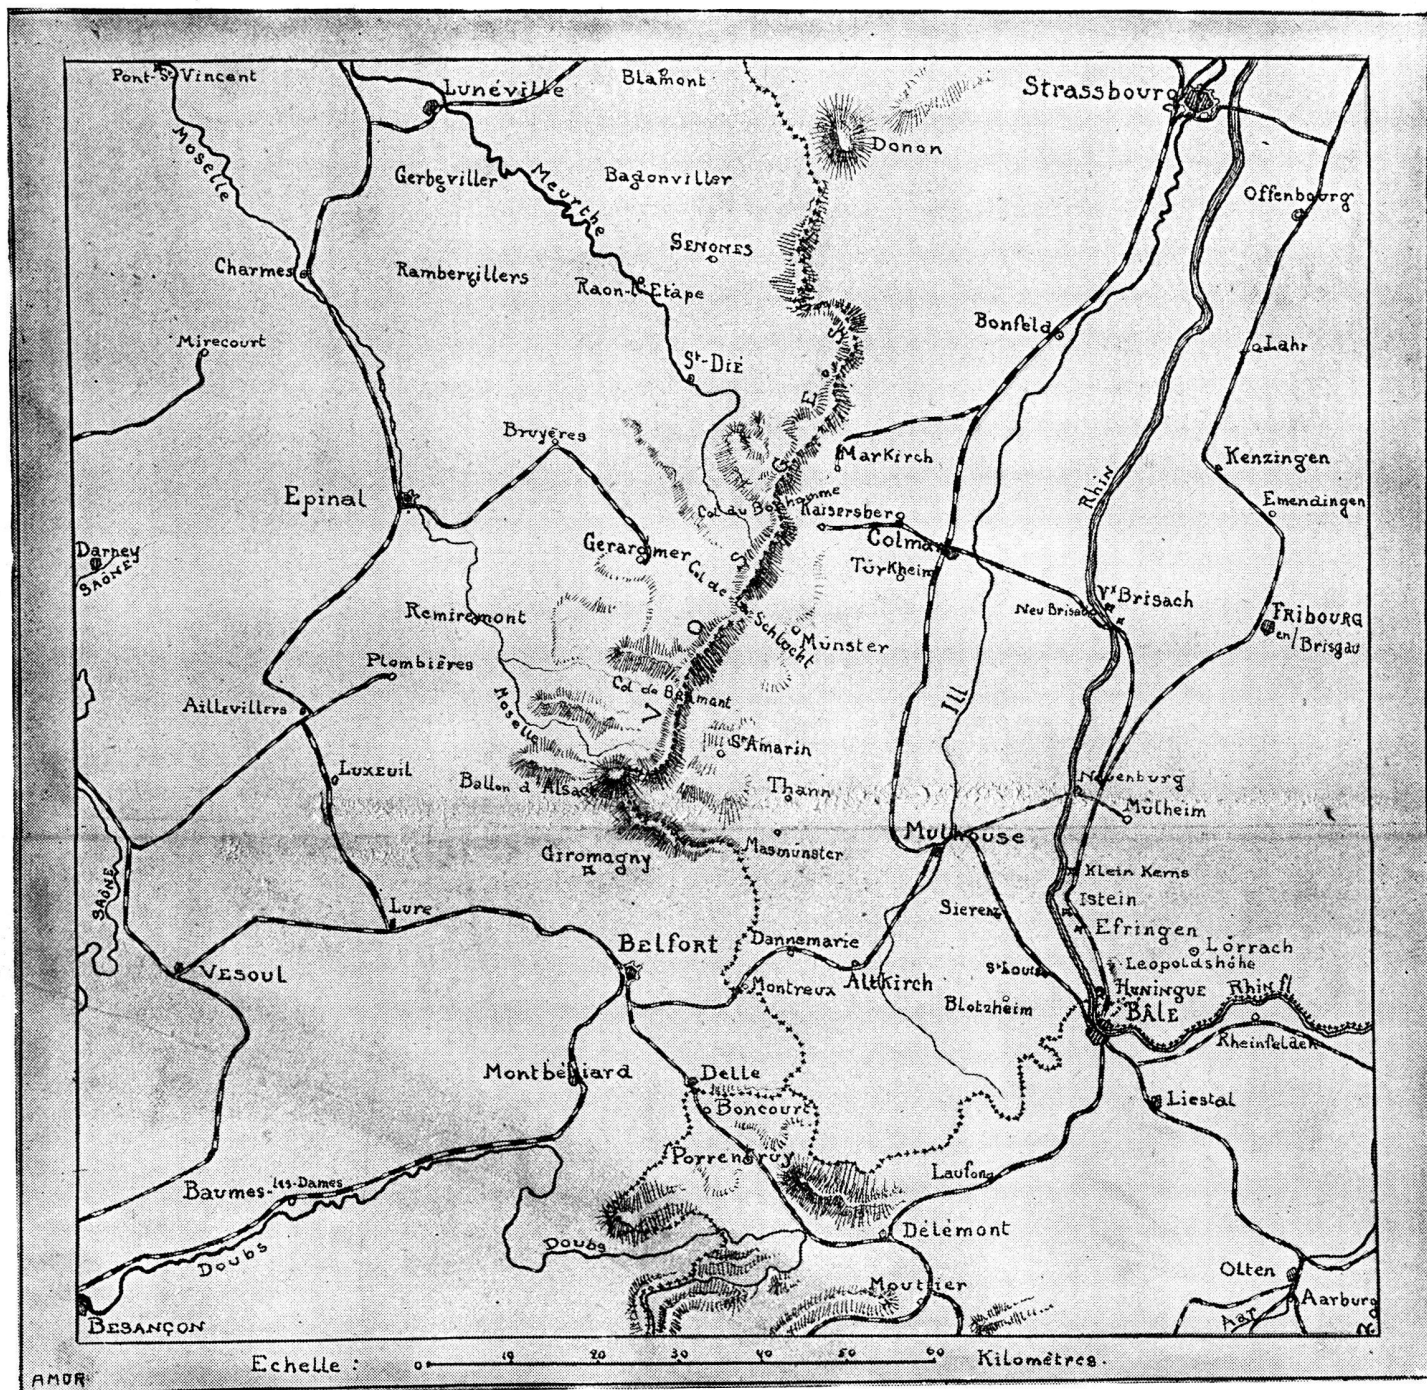 Pont-St Vincent
Lunéville
Blamont
Strassbourg
Moselle
Donon
Gerbeviller
Meurthe
Badonviller
Offenbourg
Senones
Charmes
Rambervillers
Raon-l'Etape
Bonfeld
Mirecourt
St-Dié
Lahr
Bruyères
Markirch
Kenzingen
Epinal
Rhin
Col du Bonhomme
Kaisersberg
Emendingen
Darney
Saône
Gerardmer
Colmar
Türkheim
Col de Schlucht
Vx Brisach
Neu Brisach
Remiremont
Münster
Fribourg
en/Brisgau
Plombières
Col de Bramont
VOSGES
Ill
Aillevillers
Moselle
St Amarin
Luxeuil
Ballon d'Alsace
Thann
Neuenburg
Mülheim
Giromagny
Masmünster
Mulhouse
Klein Kems
Saône
Lure
Sierenz
Istein
Efringen
Belfort
Dannemarie
Lörrach
Vesoul
St Louis
Leopoldshöhe
Montreux
Altkirch
Huningue
Rhin fl
Blotzheim
Bâle
Rheinfelden
Montbéliard
Delle
Boncourt
Liestal
Porrentruy
Laufon
Baumes-les-Dames
Doubs
Doubs
Délémont
Olten
Moutier
Aarburg
Aar
Besançon
N.
Echelle : 0 10 20 30 40 50 60 Kilomètres.
AMOR